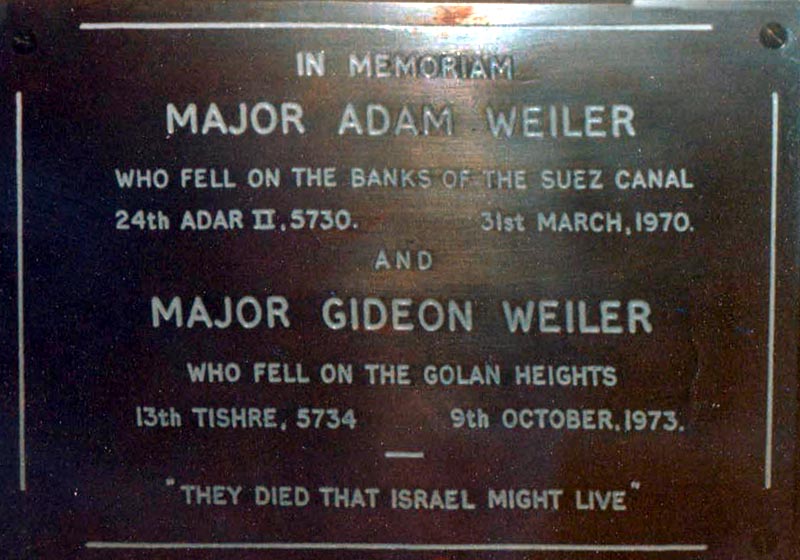 IN MEMORIAM
MAJOR ADAM WEILER
WHO FELL ON THE BANKS OF THE SUEZ CANAL
24th ADAR II, 5730. 31st MARCH, 1970.
AND
MAJOR GIDEON WEILER
WHO FELL ON THE GOLAN HEIGHTS
13th TISHRE, 5734 9th OCTOBER, 1973.
"THEY DIED THAT ISRAEL MIGHT LIVE"